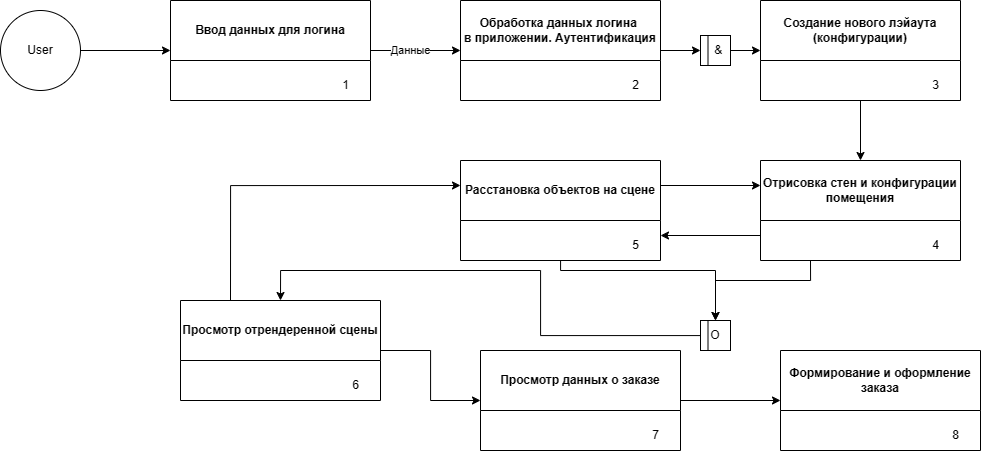 User
Ввод данных для логина
1
Данные
Обработка данных логина
в приложении. Аутентификация
2
&
Создание нового лэйаута
(конфигурации)
3
Расстановка объектов на сцене
5
Отрисовка стен и конфигурации
помещения
4
Просмотр отрендеренной сцены
6
O
Просмотр данных о заказе
7
Формирование и оформление
заказа
8